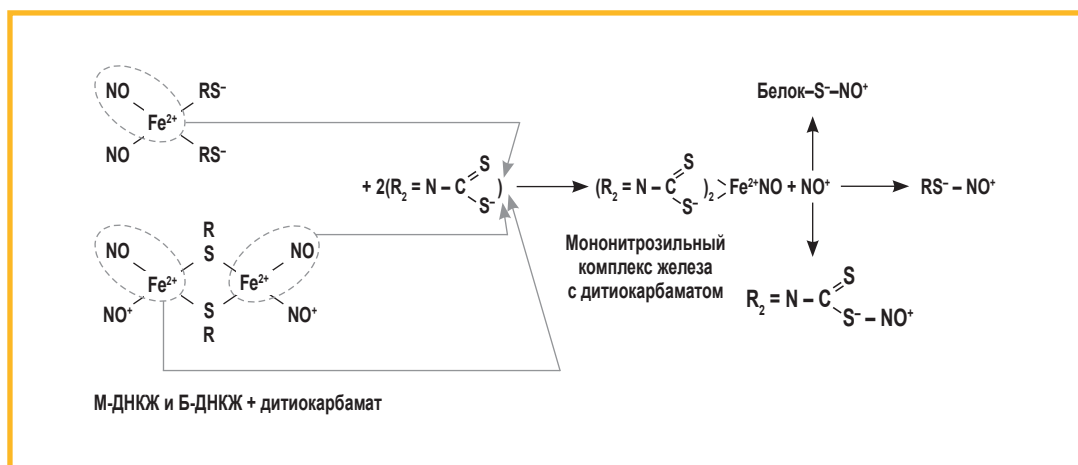 NO RS⁻
Fe²⁺
NO RS⁻
+ 2(R₂ = N – C S S⁻ )
(R₂ = N – C S S⁻ )₂ Fe²⁺NO + NO⁺
Белок–S⁻–NO⁺
RS⁻ – NO⁺
R₂ = N – C S S⁻ – NO⁺
Мононитрозильный
комплекс железа
с дитиокарбаматом
R
NO S NO
Fe²⁺ Fe²⁺
NO⁺ S NO⁺
R
М-ДНКЖ и Б-ДНКЖ + дитиокарбамат